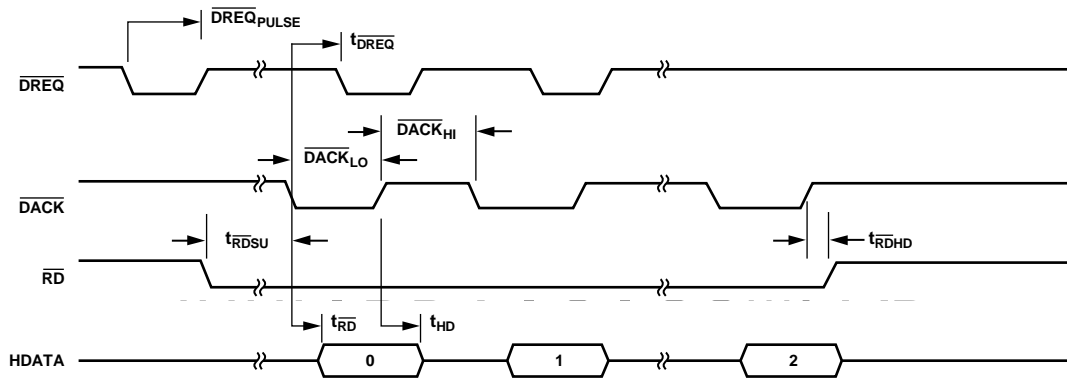 DREQPULSE
tDREQ
DREQ
DACKHI
DACKLO
DACK
tRDSU
tRDHD
RD
tRD
tHD
HDATA
0
1
2